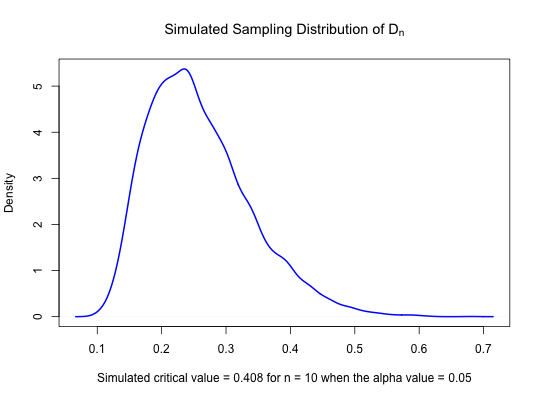 Simulated Sampling Distribution of Dn
Density
5
4
3
2
1
0
0.1 0.2 0.3 0.4 0.5 0.6 0.7
Simulated critical value = 0.408 for n = 10 when the alpha value = 0.05